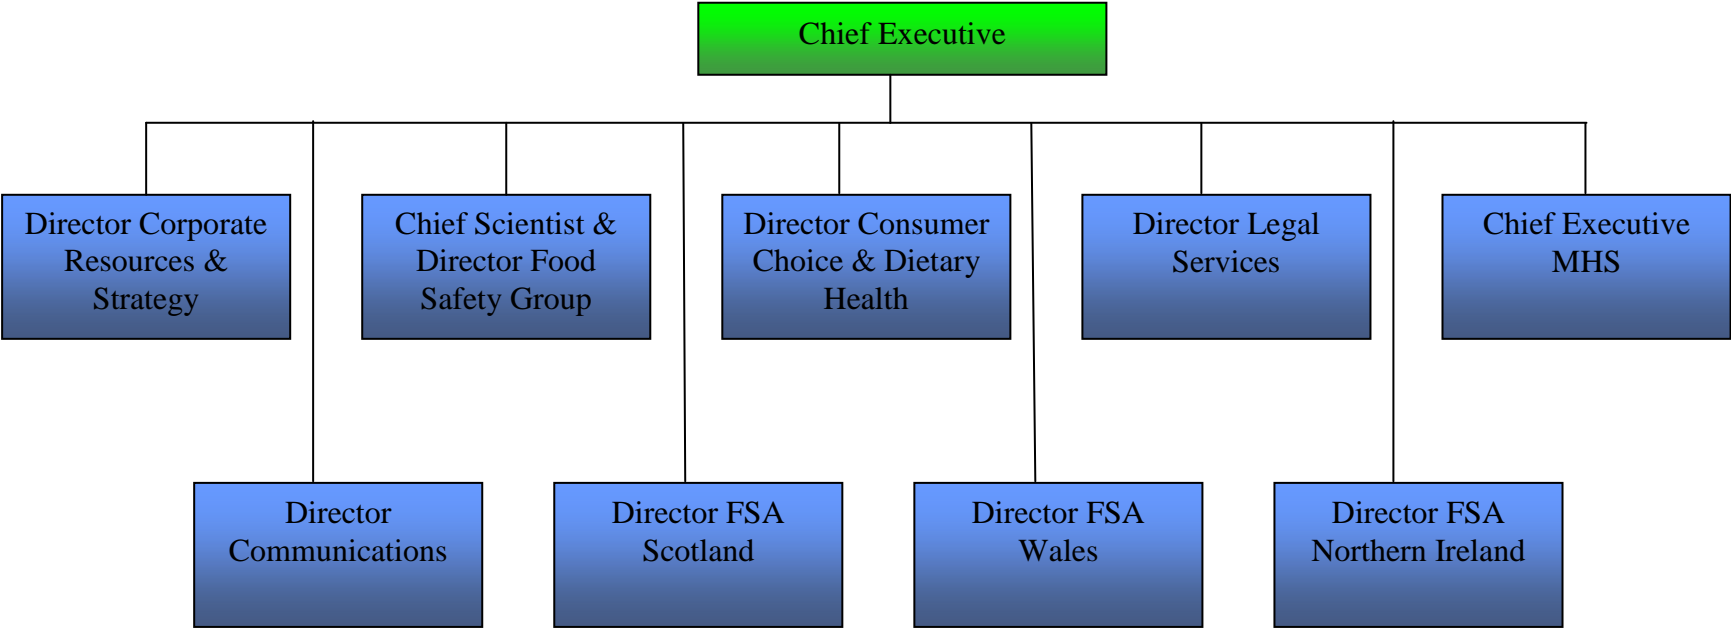 Chief Executive
Director Corporate
Resources &
Strategy
Chief Scientist &
Director Food
Safety Group
Director Consumer
Choice & Dietary
Health
Director Legal
Services
Chief Executive
MHS
Director
Communications
Director FSA
Scotland
Director FSA
Wales
Director FSA
Northern Ireland